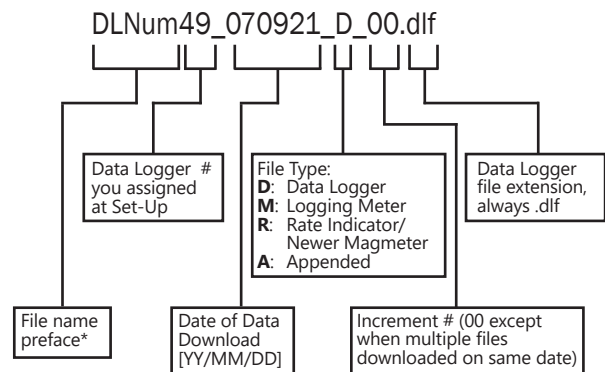 DLNum49_070921_D_00.dlf
Data Logger #
you assigned
at Set-Up
File Type:
D: Data Logger
M: Logging Meter
R: Rate Indicator/
Newer Magmeter
A: Appended
Data Logger
file extension,
always .dlf
File name
preface*
Date of Data
Download
[YY/MM/DD]
Increment # (00 except
when multiple files
downloaded on same date)